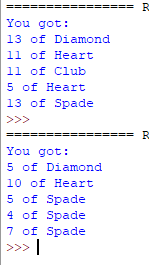 ================ R
You got:
13 of Diamond
11 of Heart
11 of Club
5 of Heart
13 of Spade
>>>
================ R
You got:
5 of Diamond
10 of Heart
5 of Spade
4 of Spade
7 of Spade
>>>